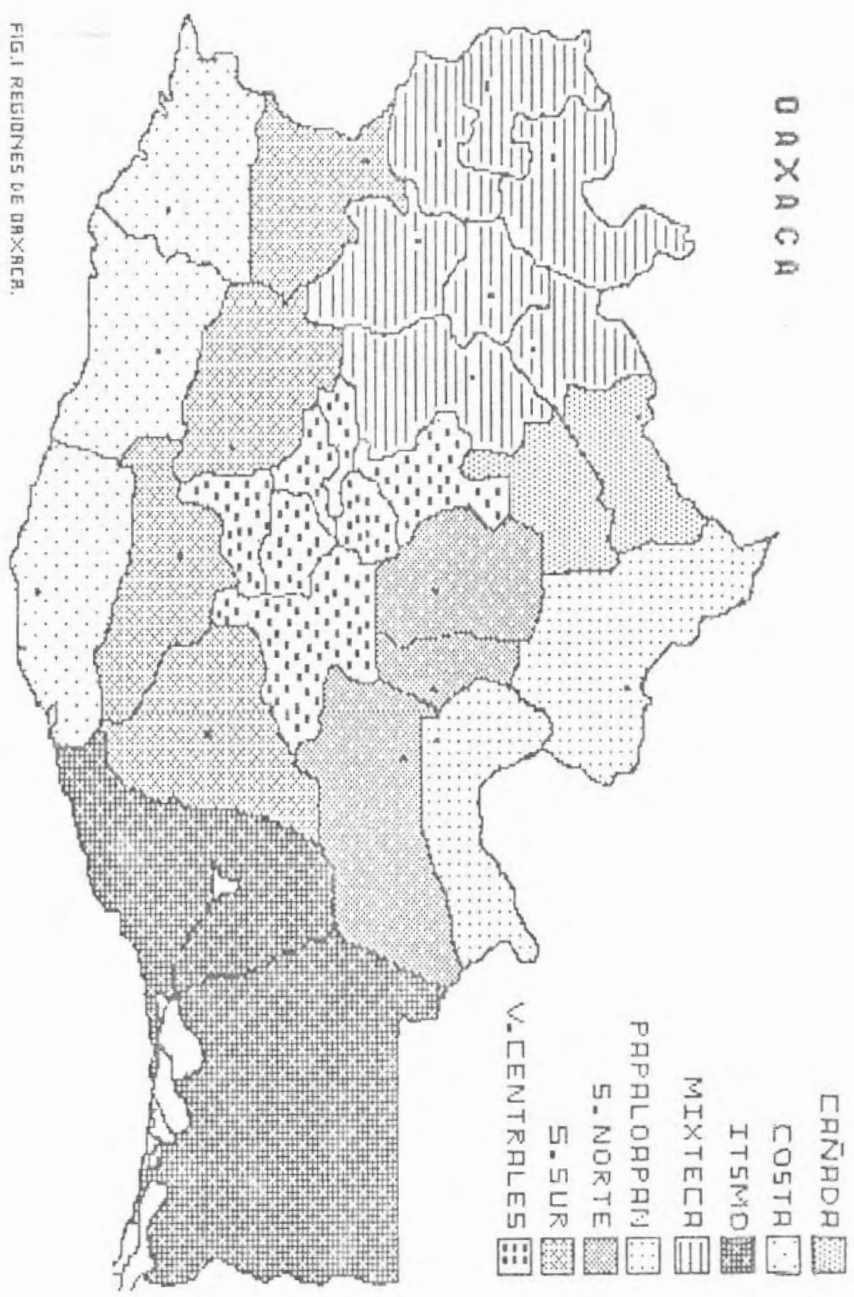 OAXACA
CAÑADA
COSTA
ITSMO
MIXTECA
PAPALOAPAN
S.NORTE
S.SUR
V.CENTRALES
FIG.1 REGIONES DE OAXACA.